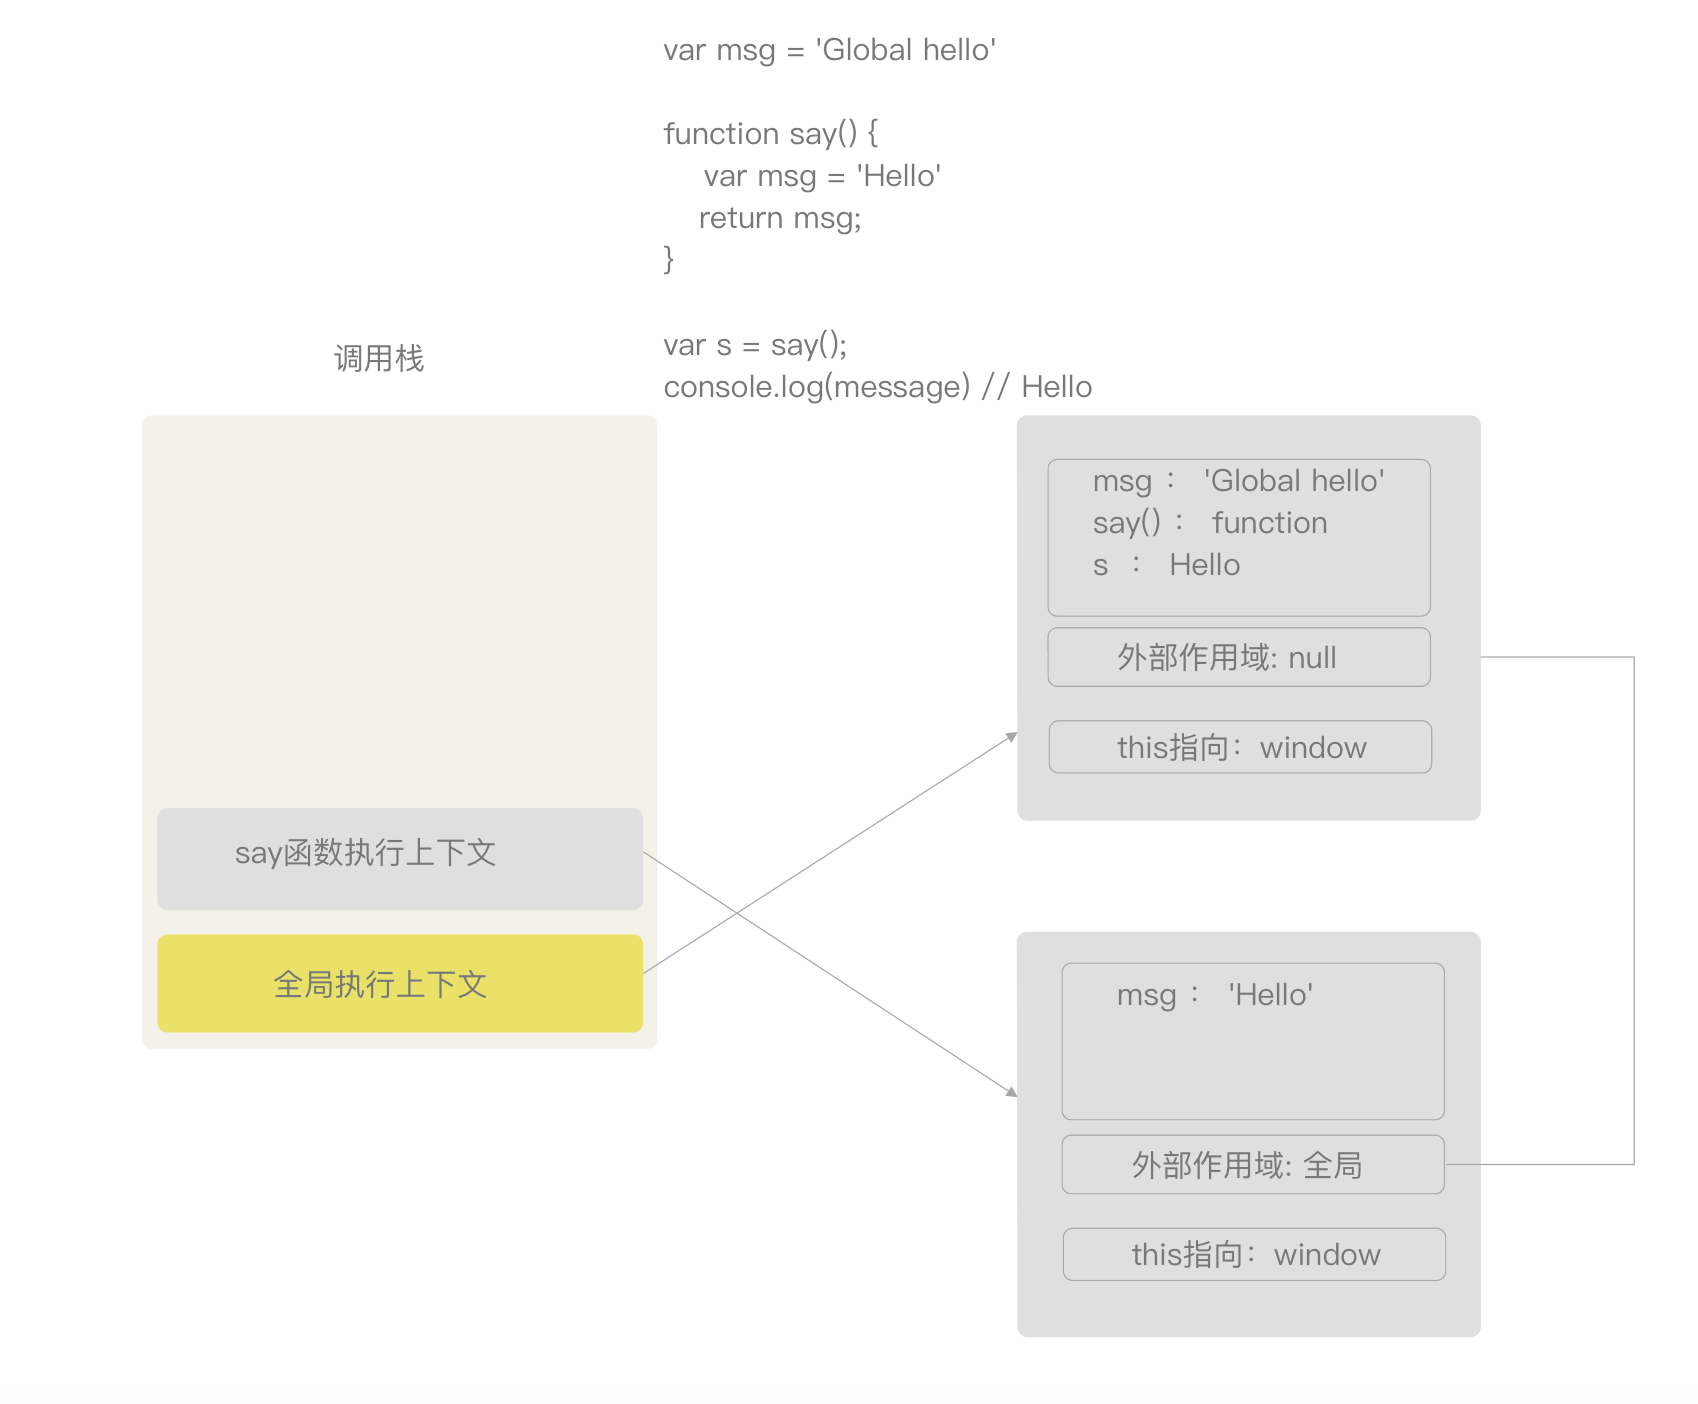 var msg = 'Global hello'
function say() {
var msg = 'Hello'
return msg;
}
var s = say();
console.log(message) // Hello
调用栈
say函数执行上下文
全局执行上下文
msg： 'Global hello'
say()： function
s ： Hello
外部作用域: null
this指向：window
msg： 'Hello'
外部作用域: 全局
this指向：window